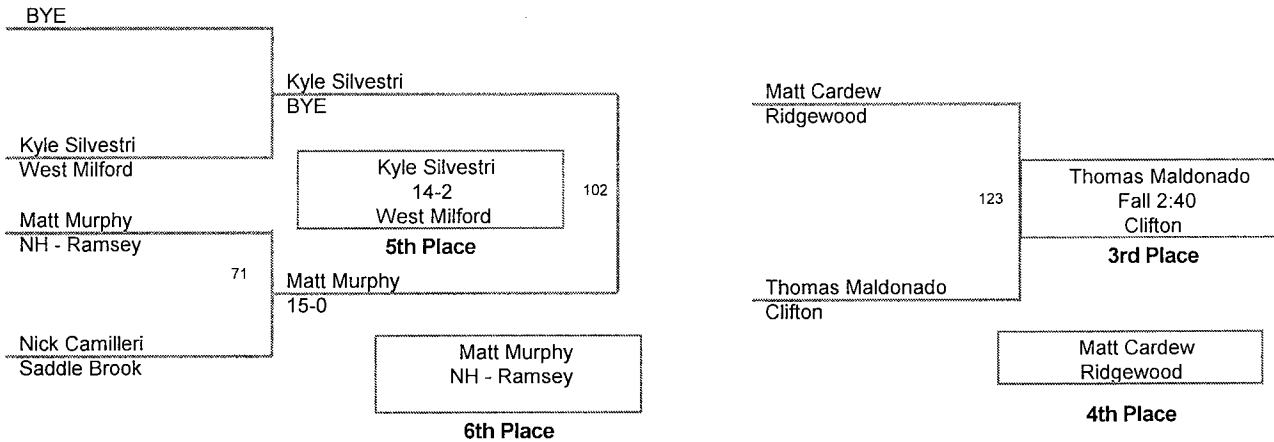 BYE
Kyle Silvestri
BYE
Kyle Silvestri
West Milford
Kyle Silvestri
14-2
West Milford
5th Place
102
Matt Murphy
NH - Ramsey
71
Matt Murphy
15-0
Nick Camilleri
Saddle Brook
Matt Murphy
NH - Ramsey
6th Place
Matt Cardew
Ridgewood
123
Thomas Maldonado
Fall 2:40
Clifton
3rd Place
Thomas Maldonado
Clifton
Matt Cardew
Ridgewood
4th Place